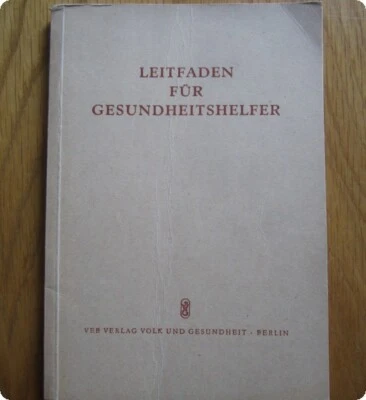 LEITFADEN
FÜR
GESUNDHEITSHELFER
VEB VERLAG VOLK UND GESUNDHEIT · BERLIN